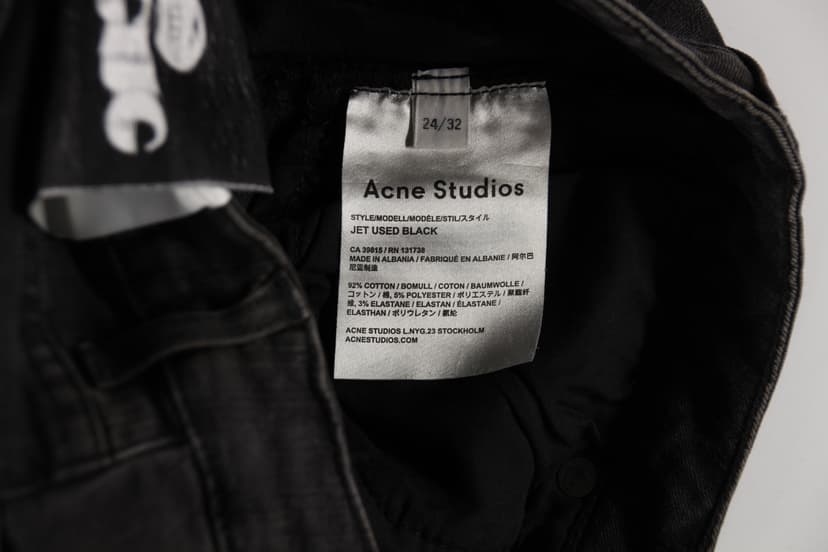 24/32
Acne Studios
STYLE/MODELL/MODÈLE/STIL/スタイル
JET USED BLACK
CA 39815 / RN 131738
MADE IN ALBANIA / FABRIQUÉ EN ALBANIE / 阿尔巴
尼亚制造
92% COTTON / BOMULL / COTON / BAUMWOLLE /
コットン / 棉, 5% POLYESTER / ポリエステル / 聚酯纤
维, 3% ELASTANE / ELASTAN / ÉLASTANE /
ELASTHAN / ポリウレタン / 氨纶
ACNE STUDIOS L.NYG.23 STOCKHOLM
ACNESTUDIOS.COM